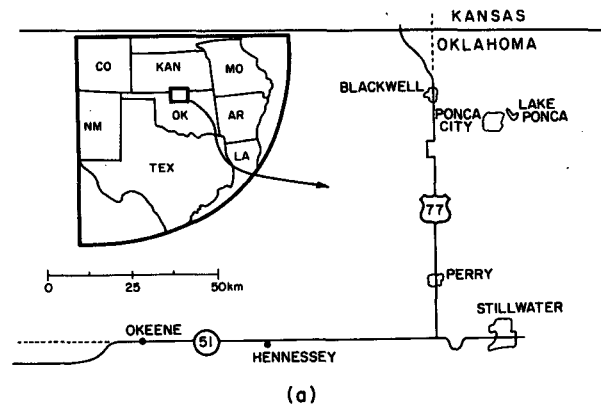 KANSAS
OKLAHOMA
CO
KAN
MO
BLACKWELL
PONCA
CITY
LAKE
PONCA
NM
OK
AR
LA
TEX
77
0 25 50km
PERRY
STILLWATER
OKEENE
51
HENNESSEY
(a)